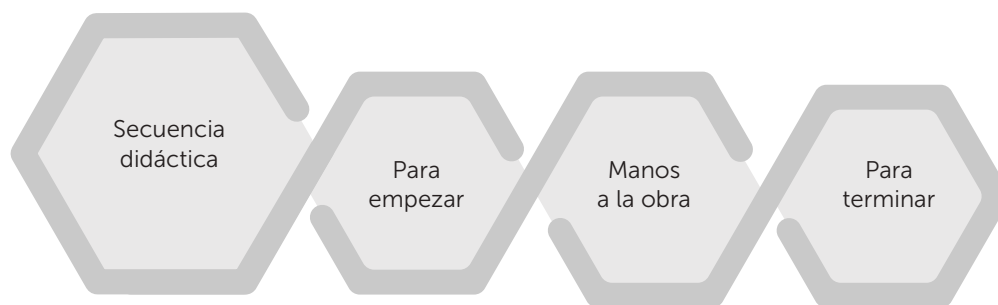 Secuencia
didáctica
Para
empezar
Manos
a la obra
Para
terminar